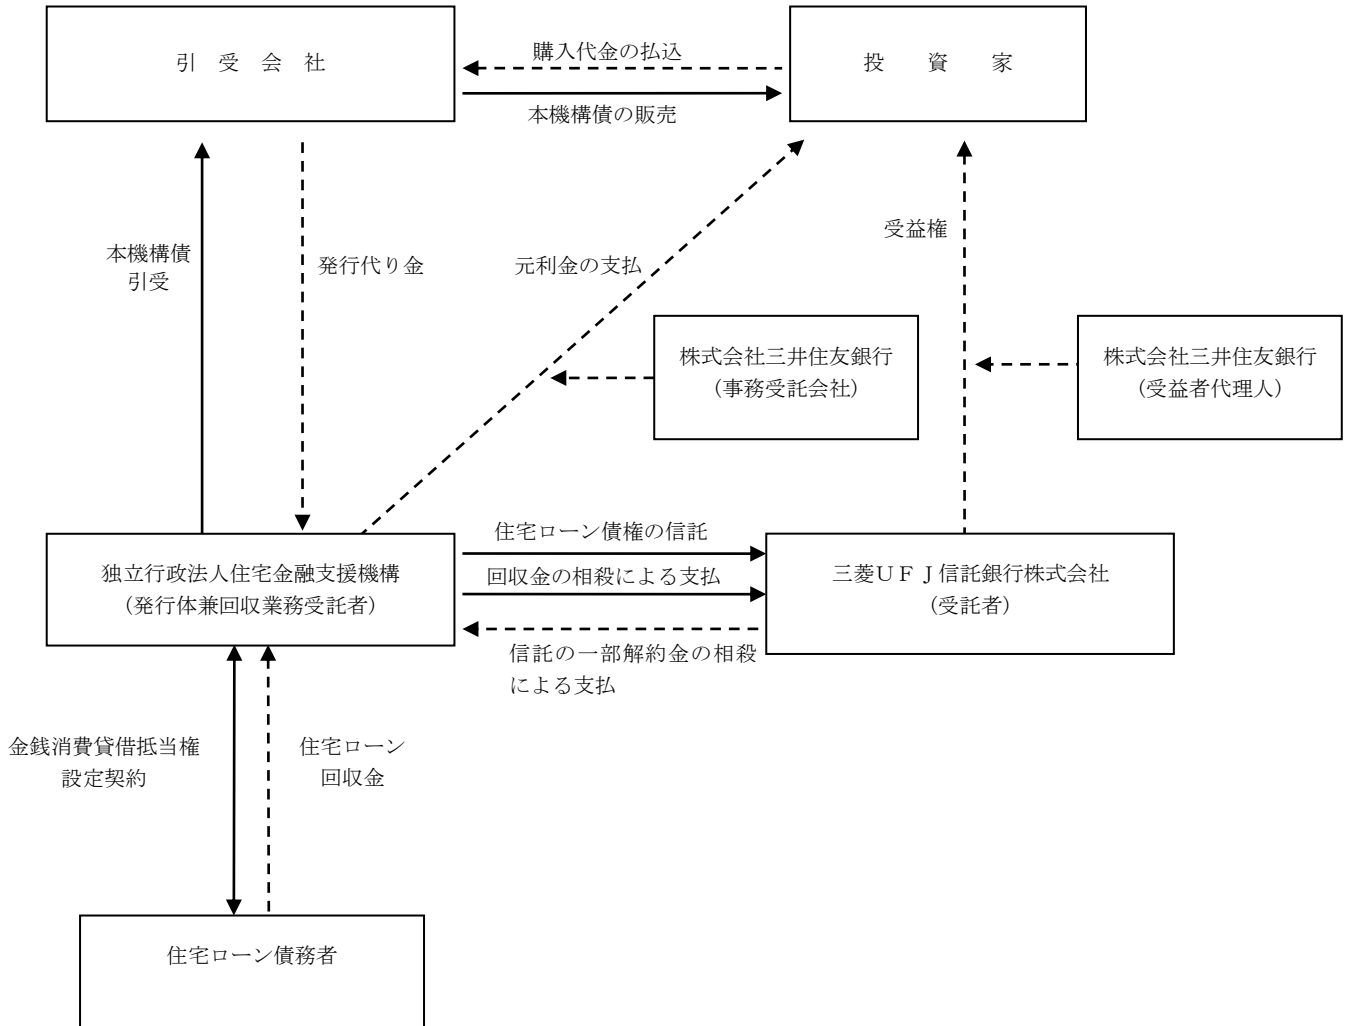 引　受　会　社
購入代金の払込
投　　資　　家
本機構債の販売
本機構債
引受
発行代り金
元利金の支払
受益権
株式会社三井住友銀行
（事務受託会社）
株式会社三井住友銀行
（受益者代理人）
独立行政法人住宅金融支援機構
（発行体兼回収業務受託者）
住宅ローン債権の信託
回収金の相殺による支払
三菱ＵＦＪ信託銀行株式会社
（受託者）
信託の一部解約金の相殺
による支払
金銭消費貸借抵当権
設定契約
住宅ローン
回収金
住宅ローン債務者